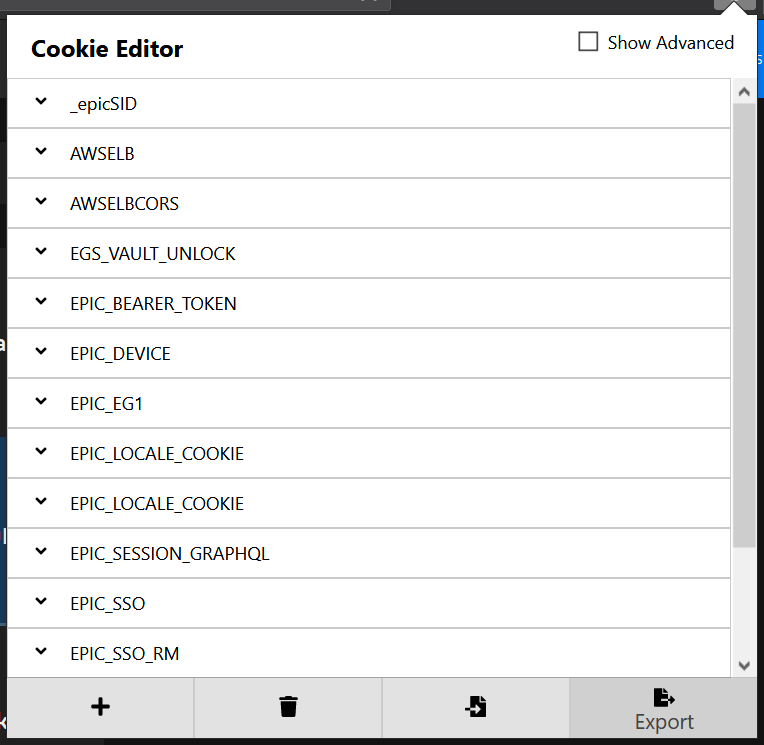 Cookie Editor
Show Advanced
_epicSID
AWSELB
AWSELBCORS
EGS_VAULT_UNLOCK
EPIC_BEARER_TOKEN
EPIC_DEVICE
EPIC_EG1
EPIC_LOCALE_COOKIE
EPIC_LOCALE_COOKIE
EPIC_SESSION_GRAPHQL
EPIC_SSO
EPIC_SSO_RM
Export